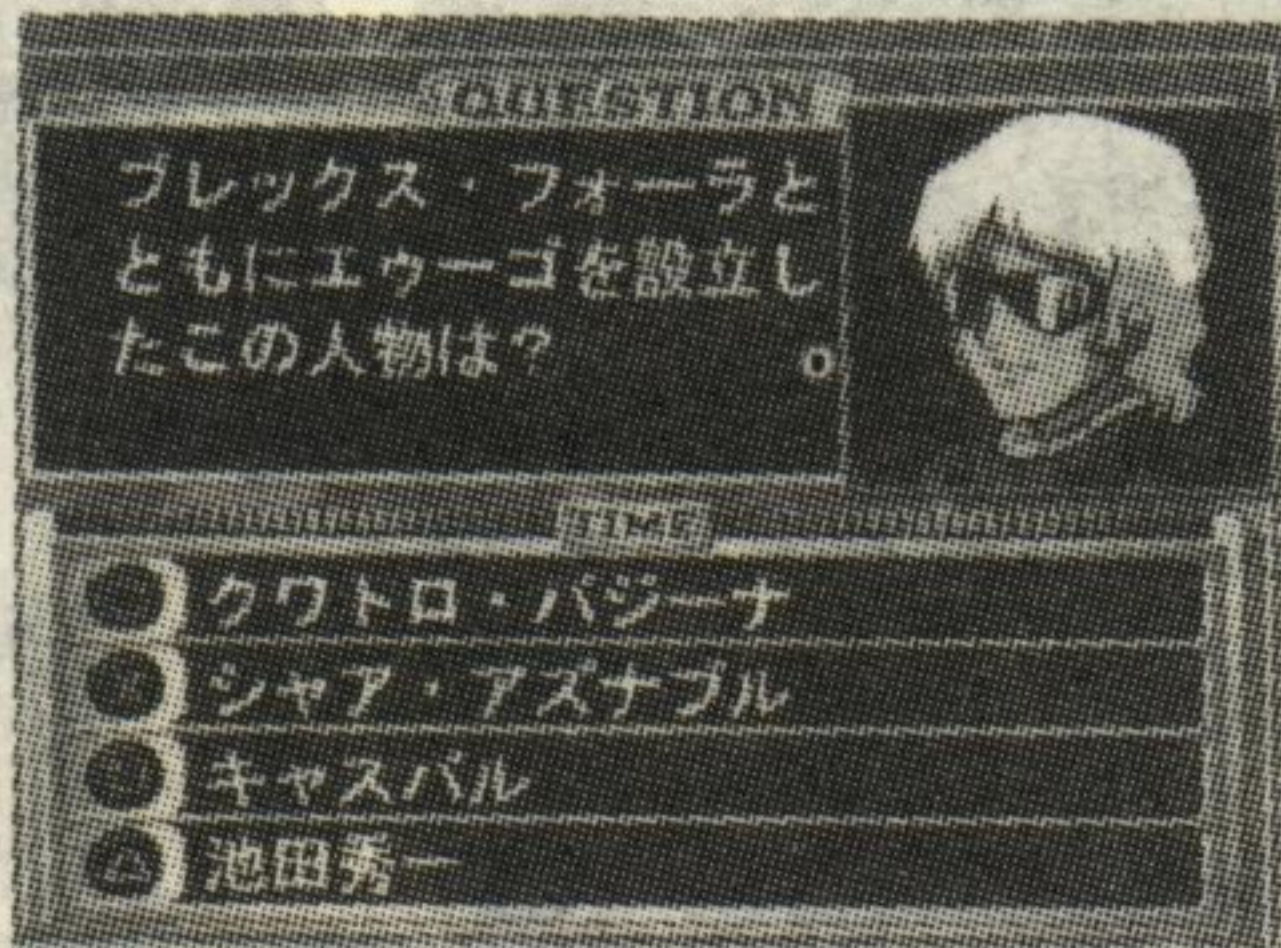 QUESTION
ブレックス・フォーラと
ともにエゥーゴを設立し
たこの人物は？
TIME
クワトロ・バジーナ
シャア・アズナブル
キャスバル
池田秀一